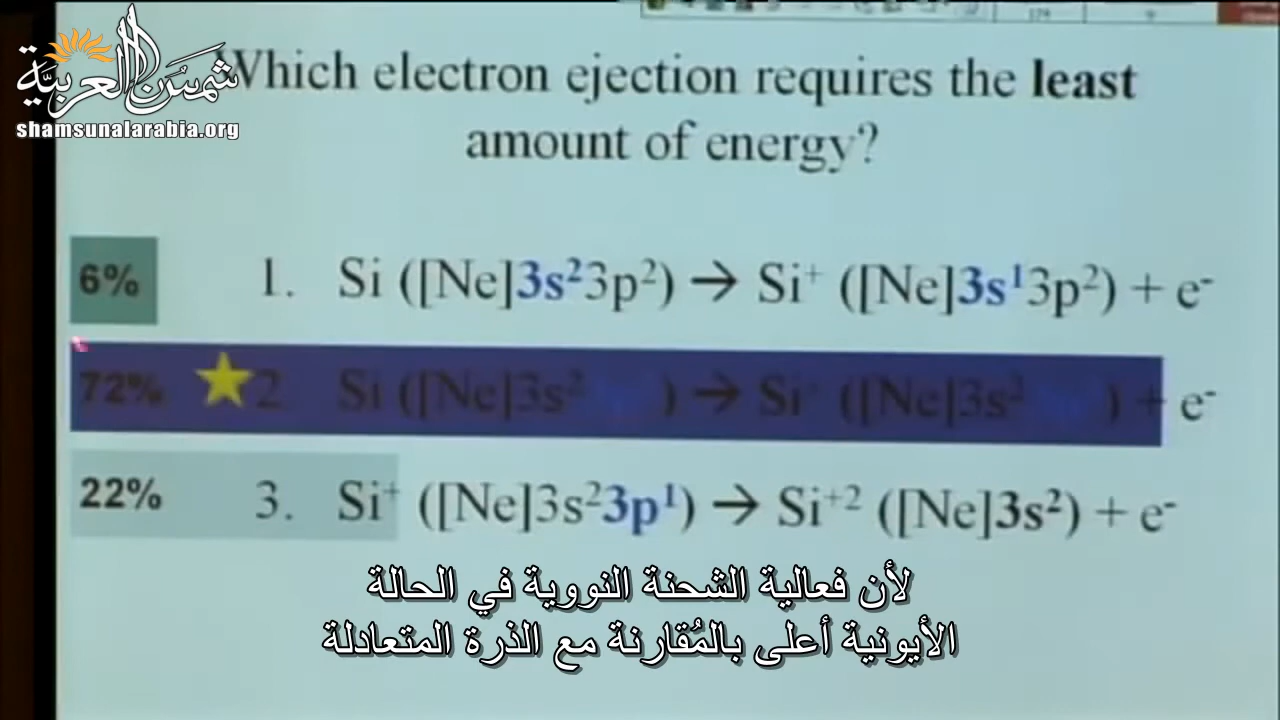 شمس العربية
shamsunalarabia.org
Which electron ejection requires the least
amount of energy?
6% 1. Si ([Ne]3s²3p²) → Si⁺ ([Ne]3s¹3p²) + e⁻
72% 2. Si ([Ne]3s² ) → Si⁺ ([Ne]3s² ) + e⁻
22% 3. Si⁺ ([Ne]3s²3p¹) → Si⁺² ([Ne]3s²) + e⁻
لأن فعالية الشحنة النووية في الحالة
الأيونية أعلى بالمُقارنة مع الذرة المتعادلة